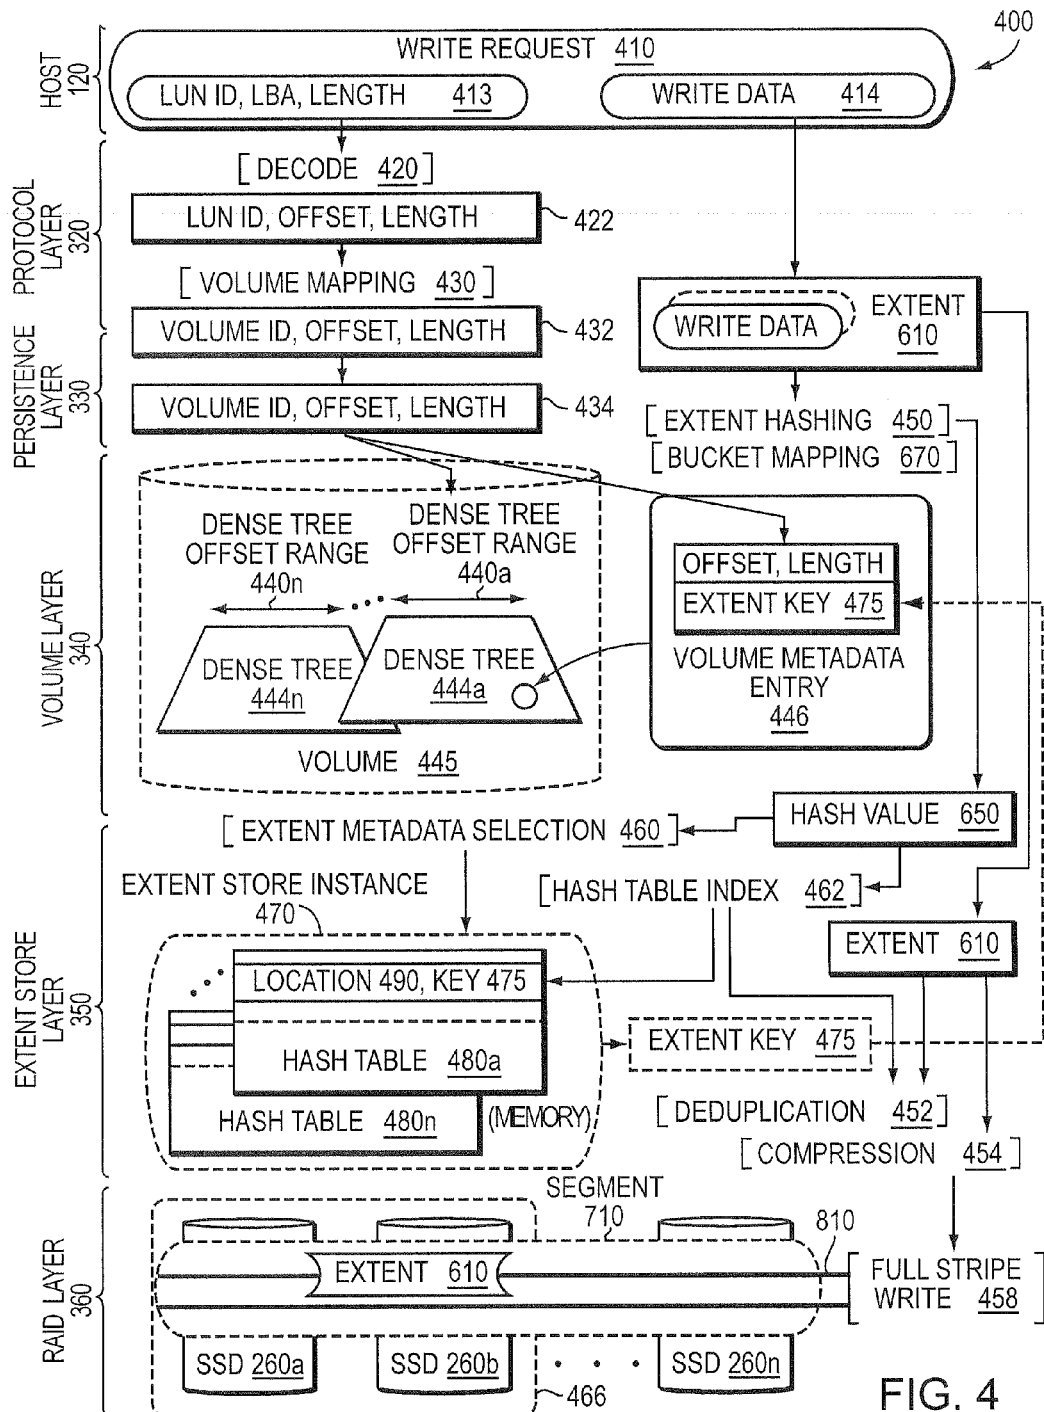 400
HOST
120
WRITE REQUEST 410
LUN ID, LBA, LENGTH 413
WRITE DATA 414
PROTOCOL
LAYER
320
[DECODE 420]
LUN ID, OFFSET, LENGTH
422
[VOLUME MAPPING 430]
VOLUME ID, OFFSET, LENGTH
432
WRITE DATA
EXTENT
610
PERSISTENCE
LAYER
330
VOLUME ID, OFFSET, LENGTH
434
[EXTENT HASHING 450]
[BUCKET MAPPING 670]
VOLUME LAYER
340
DENSE TREE
OFFSET RANGE
440n
DENSE TREE
OFFSET RANGE
440a
DENSE TREE
444n
DENSE TREE
444a
VOLUME 445
OFFSET, LENGTH
EXTENT KEY 475
VOLUME METADATA
ENTRY
446
HASH VALUE 650
EXTENT STORE
LAYER
350
[EXTENT METADATA SELECTION 460]
[HASH TABLE INDEX 462]
EXTENT STORE INSTANCE
470
EXTENT 610
LOCATION 490, KEY 475
HASH TABLE 480a
HASH TABLE 480n
(MEMORY)
EXTENT KEY 475
[DEDUPLICATION 452]
[COMPRESSION 454]
RAID LAYER
360
SEGMENT
710
810
EXTENT 610
[FULL STRIPE
WRITE 458]
SSD 260a
SSD 260b
SSD 260n
466
FIG. 4